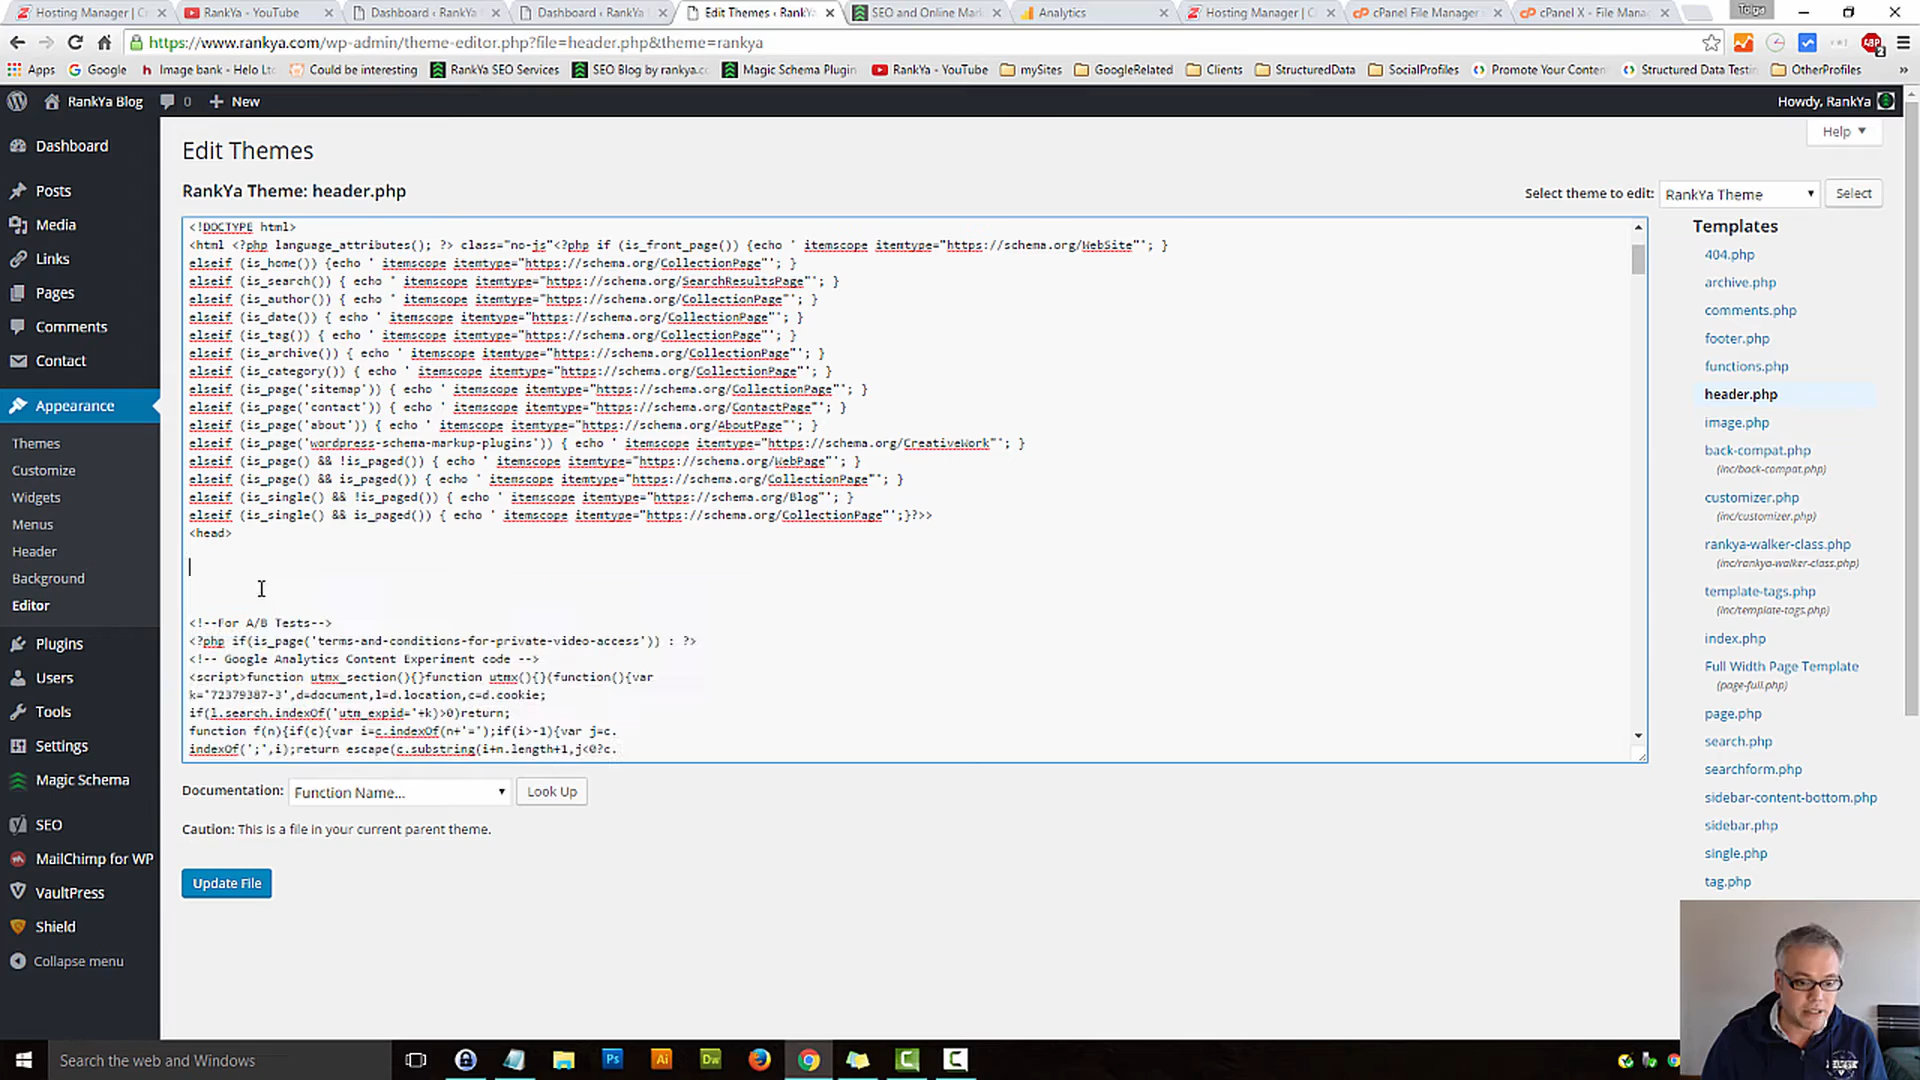 Hosting Manager | C
RankYa - YouTube
Dashboard ‹ RankYa
Dashboard ‹ RankYa
Edit Themes ‹ RankYa
SEO and Online Mar
Analytics
Hosting Manager | C
cPanel File Manager
cPanel X - File Mana
Tolga
https://www.rankya.com/wp-admin/theme-editor.php?file=header.php&theme=rankya
Apps
Google
Image bank - Helo Lt
Could be interesting
RankYa SEO Services
SEO Blog by rankya.c
Magic Schema Plugin
RankYa - YouTube
mySites
GoogleRelated
Clients
StructuredData
SocialProfiles
Promote Your Conten
Structured Data Testi
OtherProfiles
»
RankYa Blog
0
New
Howdy, RankYa
Help
Dashboard
Posts
Media
Links
Pages
Comments
Contact
Appearance
Themes
Customize
Widgets
Menus
Header
Background
Editor
Plugins
Users
Tools
Settings
Magic Schema
SEO
MailChimp for WP
VaultPress
Shield
Collapse menu
Edit Themes
RankYa Theme: header.php
Select theme to edit:
RankYa Theme
Select
<!DOCTYPE html>
<html <?php language_attributes(); ?> class="no-js"<?php if (is_front_page()) {echo ' itemscope itemtype="https://schema.org/WebSite"'; }
elseif (is_home()) {echo ' itemscope itemtype="https://schema.org/CollectionPage"'; }
elseif (is_search()) { echo ' itemscope itemtype="https://schema.org/SearchResultsPage"'; }
elseif (is_author()) { echo ' itemscope itemtype="https://schema.org/CollectionPage"'; }
elseif (is_date()) { echo ' itemscope itemtype="https://schema.org/CollectionPage"'; }
elseif (is_tag()) { echo ' itemscope itemtype="https://schema.org/CollectionPage"'; }
elseif (is_archive()) { echo ' itemscope itemtype="https://schema.org/CollectionPage"'; }
elseif (is_category()) { echo ' itemscope itemtype="https://schema.org/CollectionPage"'; }
elseif (is_page('sitemap')) { echo ' itemscope itemtype="https://schema.org/CollectionPage"'; }
elseif (is_page('contact')) { echo ' itemscope itemtype="https://schema.org/ContactPage"'; }
elseif (is_page('about')) { echo ' itemscope itemtype="https://schema.org/AboutPage"'; }
elseif (is_page('wordpress-schema-markup-plugins')) { echo ' itemscope itemtype="https://schema.org/CreativeWork"'; }
elseif (is_page() && !is_paged()) { echo ' itemscope itemtype="https://schema.org/WebPage"'; }
elseif (is_page() && is_paged()) { echo ' itemscope itemtype="https://schema.org/CollectionPage"'; }
elseif (is_single() && !is_paged()) { echo ' itemscope itemtype="https://schema.org/Blog"'; }
elseif (is_single() && is_paged()) { echo ' itemscope itemtype="https://schema.org/CollectionPage"';}?>>
<head>
<!--For A/B Tests-->
<?php if(is_page('terms-and-conditions-for-private-video-access')) : ?>
<!-- Google Analytics Content Experiment code -->
<script>function utmx_section(){}function utmx(){}(function(){var
k='72379387-3',d=document,l=d.location,c=d.cookie;
if(l.search.indexOf('utm_expid='+k)>0)return;
function f(n){if(c){var i=c.indexOf(n+'=');if(i>-1){var j=c.
indexOf(';',i);return escape(c.substring(i+n.length+1,j<0?c.
Templates
404.php
archive.php
comments.php
footer.php
functions.php
header.php
image.php
back-compat.php
(inc/back-compat.php)
customizer.php
(inc/customizer.php)
rankya-walker-class.php
(inc/rankya-walker-class.php)
template-tags.php
(inc/template-tags.php)
index.php
Full Width Page Template
(page-full.php)
page.php
search.php
searchform.php
sidebar-content-bottom.php
sidebar.php
single.php
tag.php
Documentation:
Function Name...
Look Up
Caution: This is a file in your current parent theme.
Update File
Search the web and Windows
Ps
Ai
Dw